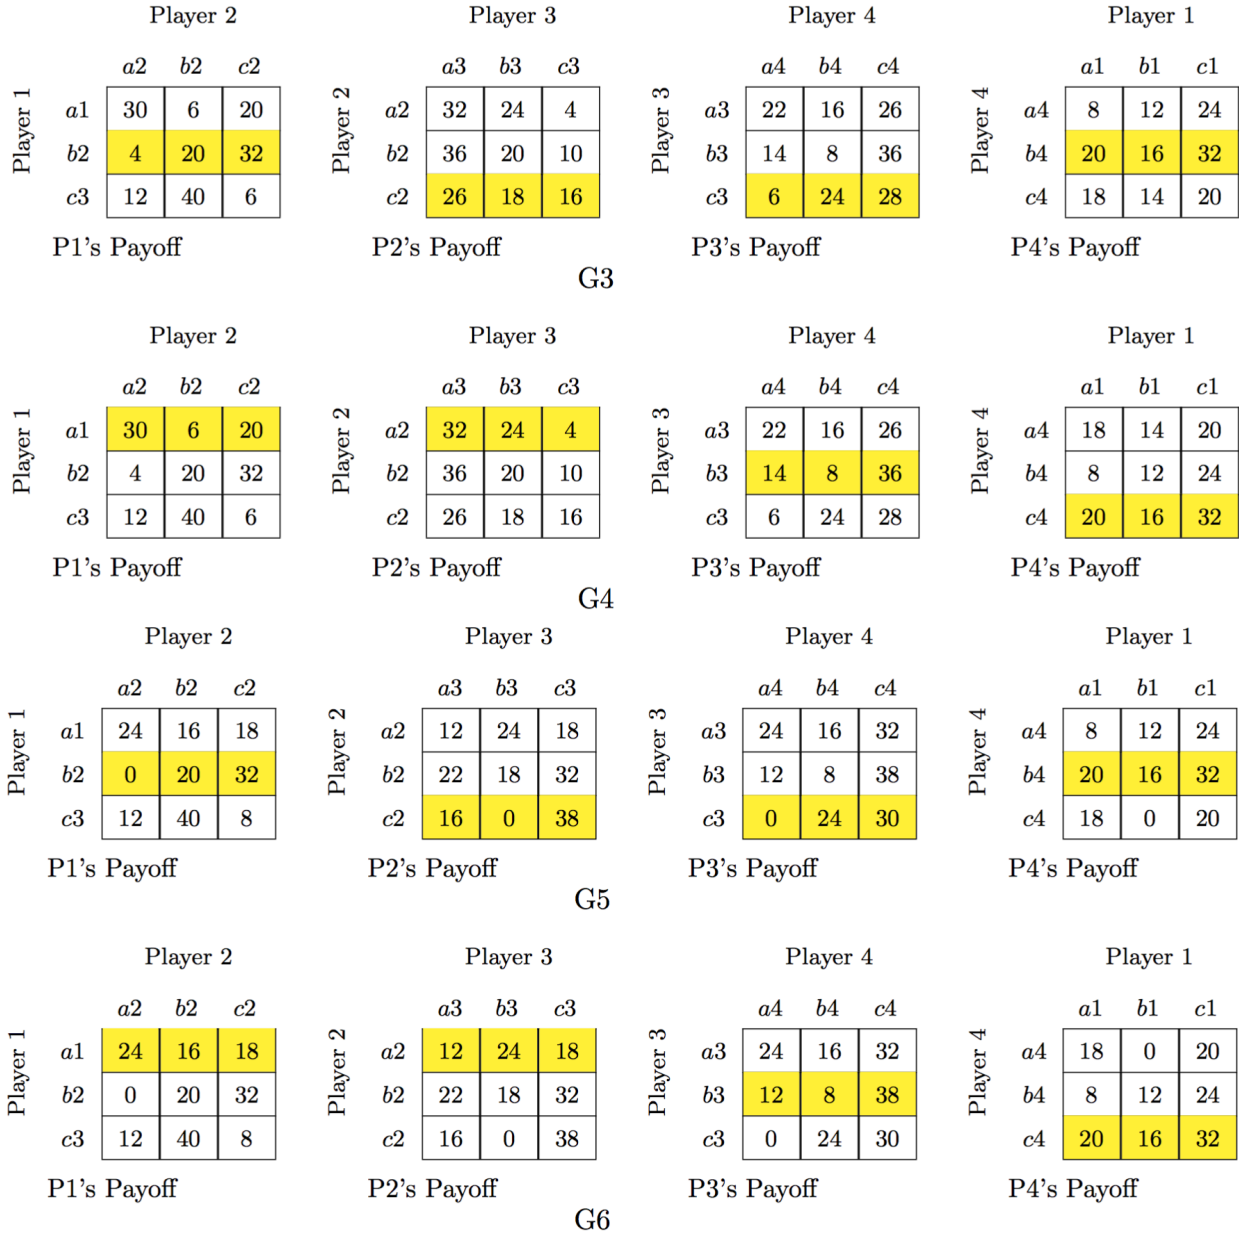 Player 2 Player 3 Player 4 Player 1
a2 b2 c2 a3 b3 c3 a4 b4 c4 a1 b1 c1
Player 1 Player 2 Player 3 Player 4
a1 30 6 20 a2 32 24 4 a3 22 16 26 a4 8 12 24
b2 4 20 32 b2 36 20 10 b3 14 8 36 b4 20 16 32
c3 12 40 6 c2 26 18 16 c3 6 24 28 c4 18 14 20
P1's Payoff P2's Payoff P3's Payoff P4's Payoff
G3
Player 2 Player 3 Player 4 Player 1
a2 b2 c2 a3 b3 c3 a4 b4 c4 a1 b1 c1
Player 1 Player 2 Player 3 Player 4
a1 30 6 20 a2 32 24 4 a3 22 16 26 a4 18 14 20
b2 4 20 32 b2 36 20 10 b3 14 8 36 b4 8 12 24
c3 12 40 6 c2 26 18 16 c3 6 24 28 c4 20 16 32
P1's Payoff P2's Payoff P3's Payoff P4's Payoff
G4
Player 2 Player 3 Player 4 Player 1
a2 b2 c2 a3 b3 c3 a4 b4 c4 a1 b1 c1
Player 1 Player 2 Player 3 Player 4
a1 24 16 18 a2 12 24 18 a3 24 16 32 a4 8 12 24
b2 0 20 32 b2 22 18 32 b3 12 8 38 b4 20 16 32
c3 12 40 8 c2 16 0 38 c3 0 24 30 c4 18 0 20
P1's Payoff P2's Payoff P3's Payoff P4's Payoff
G5
Player 2 Player 3 Player 4 Player 1
a2 b2 c2 a3 b3 c3 a4 b4 c4 a1 b1 c1
Player 1 Player 2 Player 3 Player 4
a1 24 16 18 a2 12 24 18 a3 24 16 32 a4 18 0 20
b2 0 20 32 b2 22 18 32 b3 12 8 38 b4 8 12 24
c3 12 40 8 c2 16 0 38 c3 0 24 30 c4 20 16 32
P1's Payoff P2's Payoff P3's Payoff P4's Payoff
G6